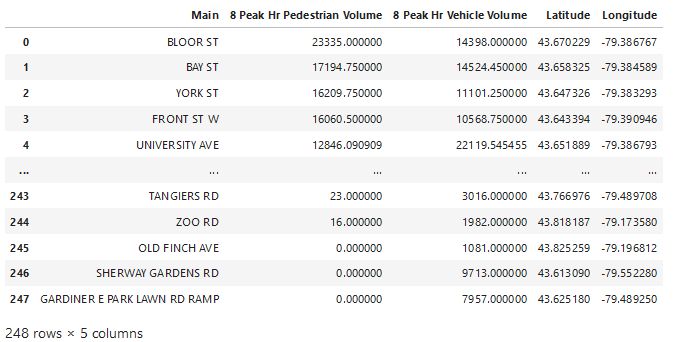 Main 8 Peak Hr Pedestrian Volume 8 Peak Hr Vehicle Volume Latitude Longitude
0 BLOOR ST 23335.000000 14398.000000 43.670229 -79.386767
1 BAY ST 17194.750000 14524.450000 43.658325 -79.384589
2 YORK ST 16209.750000 11101.250000 43.647326 -79.383293
3 FRONT ST W 16060.500000 10568.750000 43.643394 -79.390946
4 UNIVERSITY AVE 12846.090909 22119.545455 43.651889 -79.386793
... ... ... ... ... ...
243 TANGIERS RD 23.000000 3016.000000 43.766976 -79.489708
244 ZOO RD 16.000000 1982.000000 43.818187 -79.173580
245 OLD FINCH AVE 0.000000 1081.000000 43.825259 -79.196812
246 SHERWAY GARDENS RD 0.000000 9713.000000 43.613090 -79.552280
247 GARDINER E PARK LAWN RD RAMP 0.000000 7957.000000 43.625180 -79.489250
248 rows × 5 columns